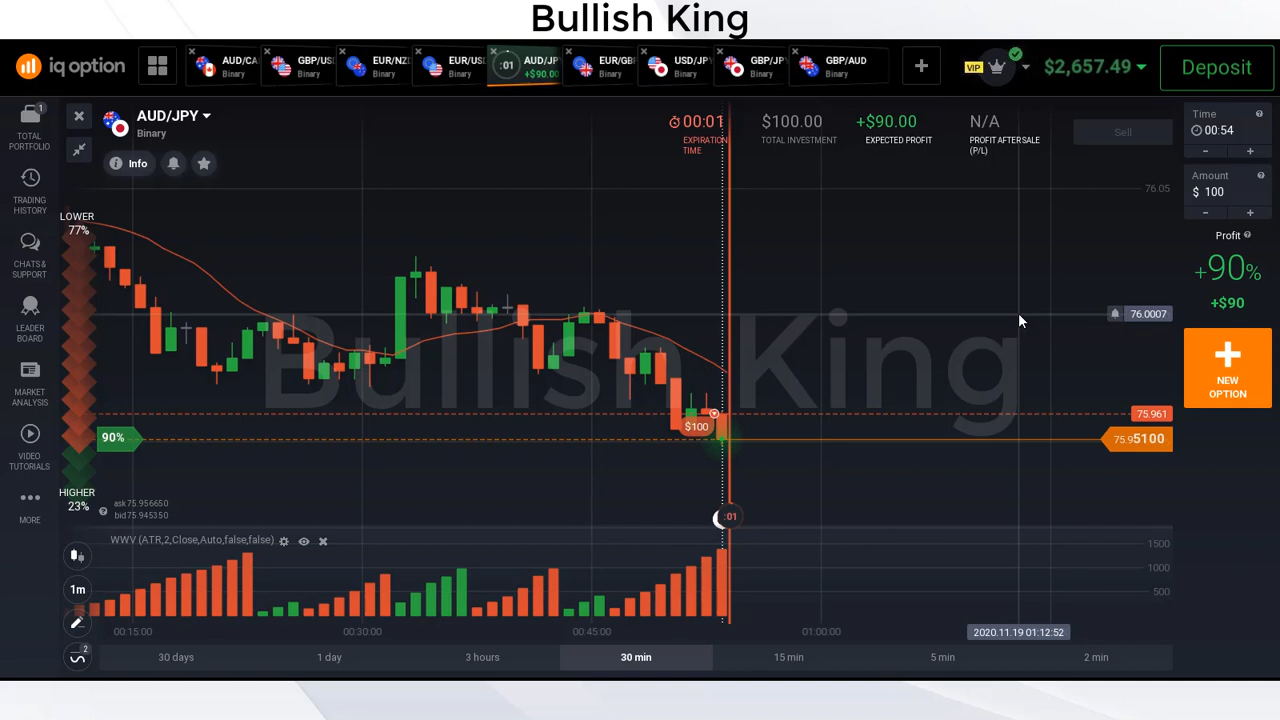 Bullish King
iq option
AUD/CA
Binary
GBP/US
Binary
EUR/NZ
Binary
EUR/US
Binary
:01
AUD/JP
+$90.00
EUR/GB
Binary
USD/JP
Binary
GBP/JP
Binary
GBP/AUD
Binary
+
VIP
$2,657.49
Deposit
1
TOTAL
PORTFOLIO
TRADING
HISTORY
CHATS &
SUPPORT
LEADER
BOARD
MARKET
ANALYSIS
VIDEO
TUTORIALS
MORE
AUD/JPY
Binary
Info
00:01
EXPIRATION
TIME
$100.00
TOTAL INVESTMENT
+$90.00
EXPECTED PROFIT
N/A
PROFIT AFTER SALE
(P/L)
Sell
Time
00:54
- +
Amount
$ 100
- +
Profit
+90%
+$90
NEW
OPTION
LOWER
77%
90%
HIGHER
23%
ask75.956650
bid75.945350
Bullish King
$100
:01
76.05
76.0007
75.961
75.95100
WWV (ATR,2,Close,Auto,false,false)
1500
1000
500
1m
2
00:15:00
00:30:00
00:45:00
01:00:00
2020.11.19 01:12:52
30 days
1 day
3 hours
30 min
15 min
5 min
2 min